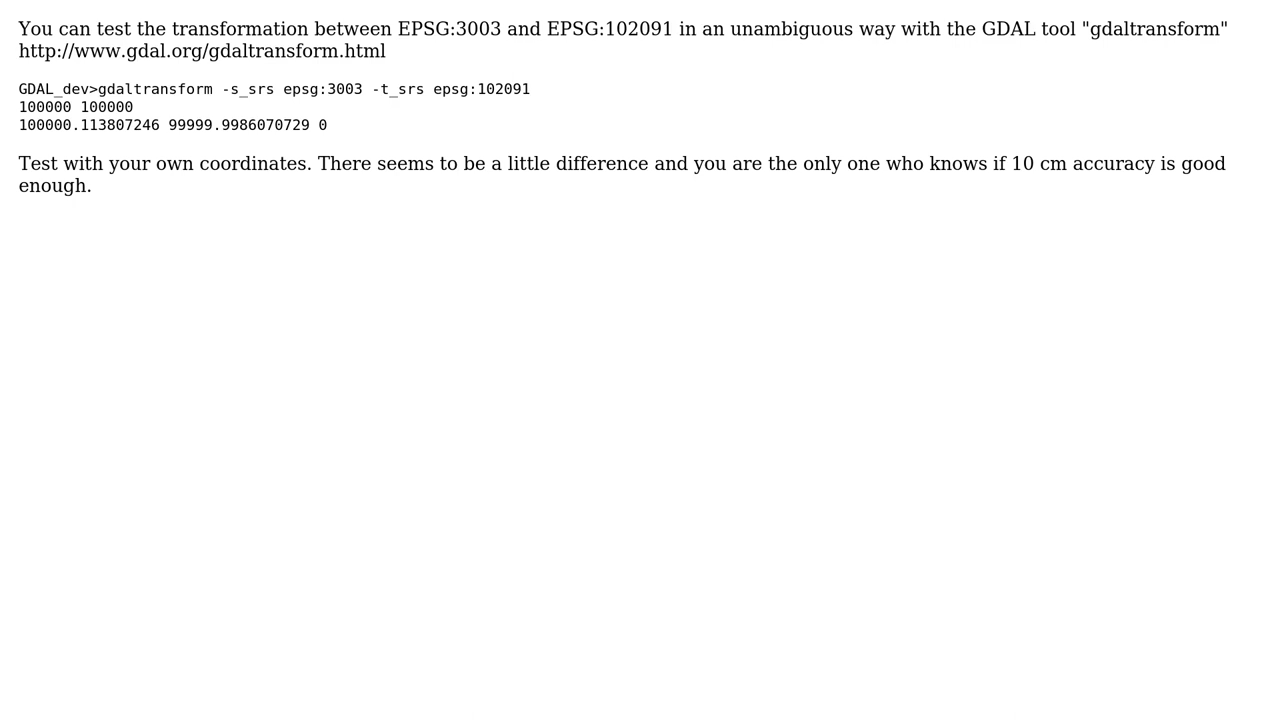 You can test the transformation between EPSG:3003 and EPSG:102091 in an unambiguous way with the GDAL tool "gdaltransform"
http://www.gdal.org/gdaltransform.html
GDAL_dev>gdaltransform -s_srs epsg:3003 -t_srs epsg:102091
100000 100000
100000.113807246 99999.9986070729 0
Test with your own coordinates. There seems to be a little difference and you are the only one who knows if 10 cm accuracy is good
enough.